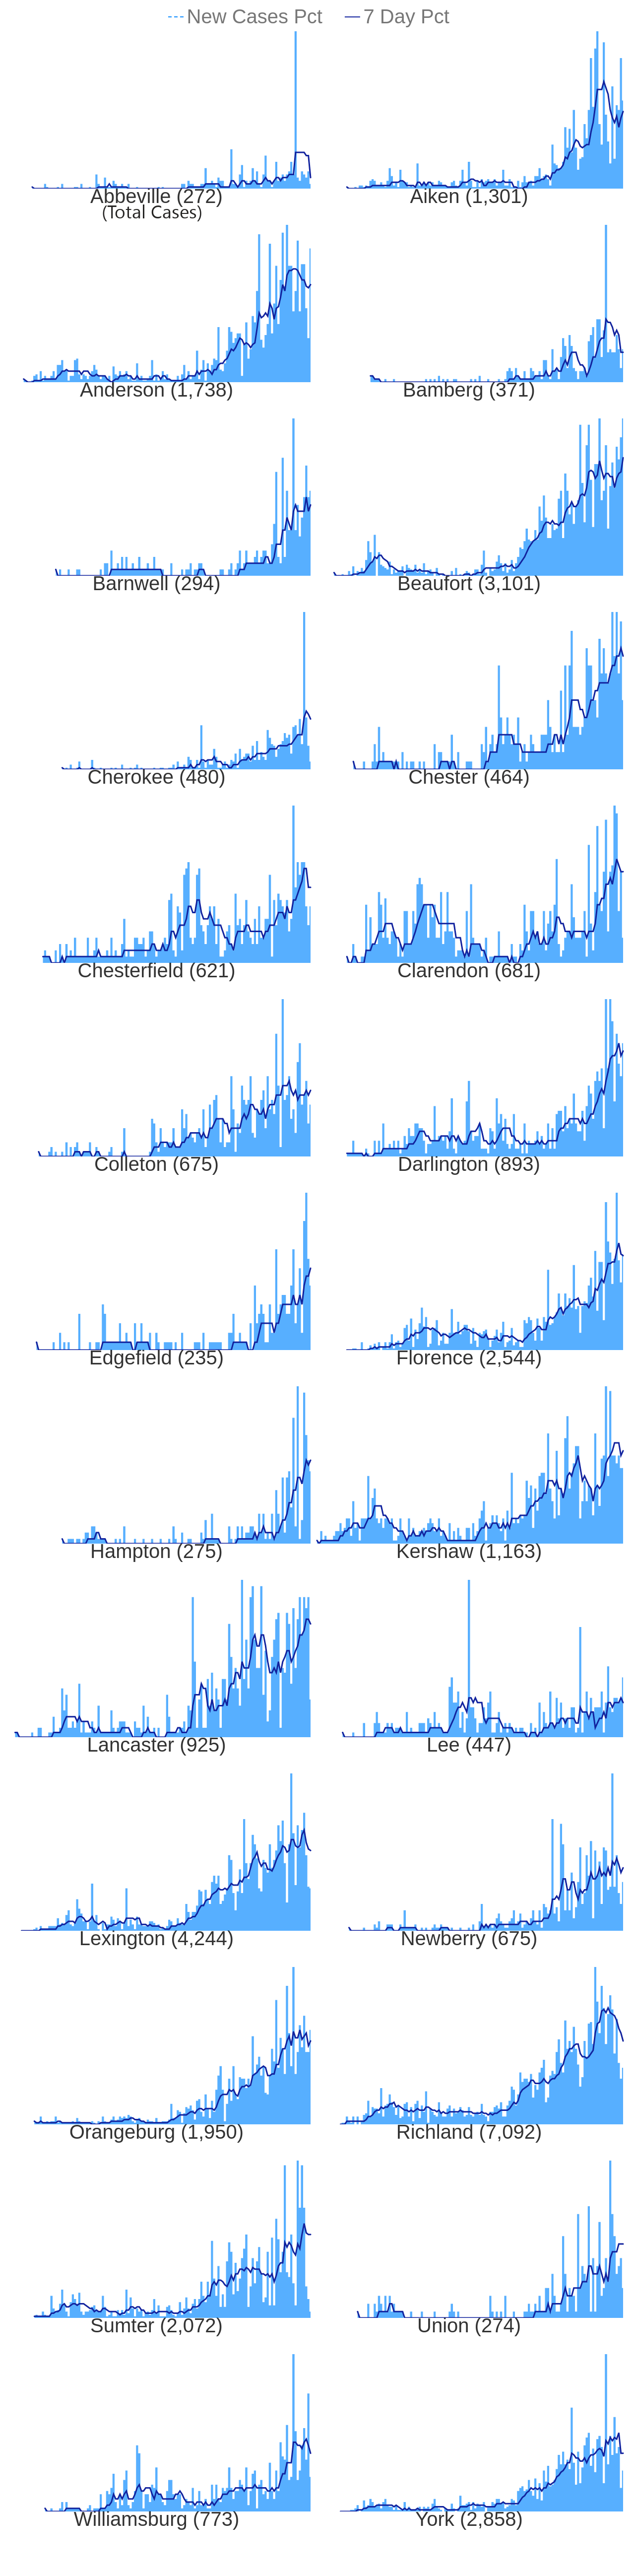 New Cases Pct 7 Day Pct
Abbeville (272) Aiken (1,301)
(Total Cases)
Anderson (1,738) Bamberg (371)
Barnwell (294) Beaufort (3,101)
Cherokee (480) Chester (464)
Chesterfield (621) Clarendon (681)
Colleton (675) Darlington (893)
Edgefield (235) Florence (2,544)
Hampton (275) Kershaw (1,163)
Lancaster (925) Lee (447)
Lexington (4,244) Newberry (675)
Orangeburg (1,950) Richland (7,092)
Sumter (2,072) Union (274)
Williamsburg (773) York (2,858)